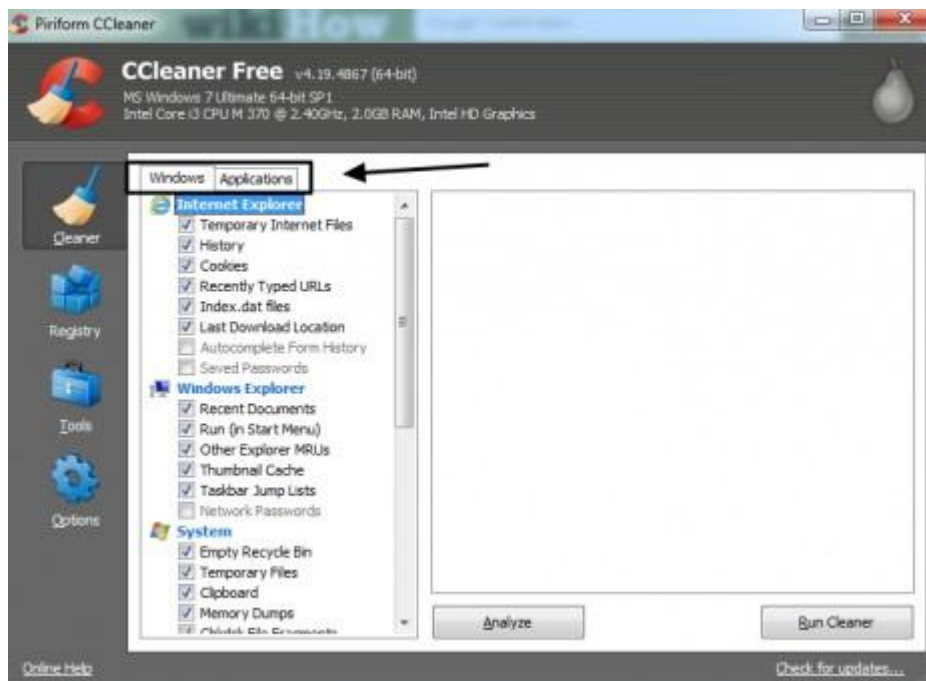 Piriform CCleaner
CCleaner Free v4.19.4867 (64-bit)
MS Windows 7 Ultimate 64-bit SP1
Intel Core i3 CPU M 370 @ 2.40GHz, 2.0GB RAM, Intel HD Graphics
Cleaner
Registry
Tools
Options
Windows Applications
Internet Explorer
Temporary Internet Files
History
Cookies
Recently Typed URLs
Index.dat files
Last Download Location
Autocomplete Form History
Saved Passwords
Windows Explorer
Recent Documents
Run (in Start Menu)
Other Explorer MRUs
Thumbnail Cache
Taskbar Jump Lists
Network Passwords
System
Empty Recycle Bin
Temporary Files
Clipboard
Memory Dumps
Chkdsk File Fragments
Analyze
Run Cleaner
Online Help
Check for updates...